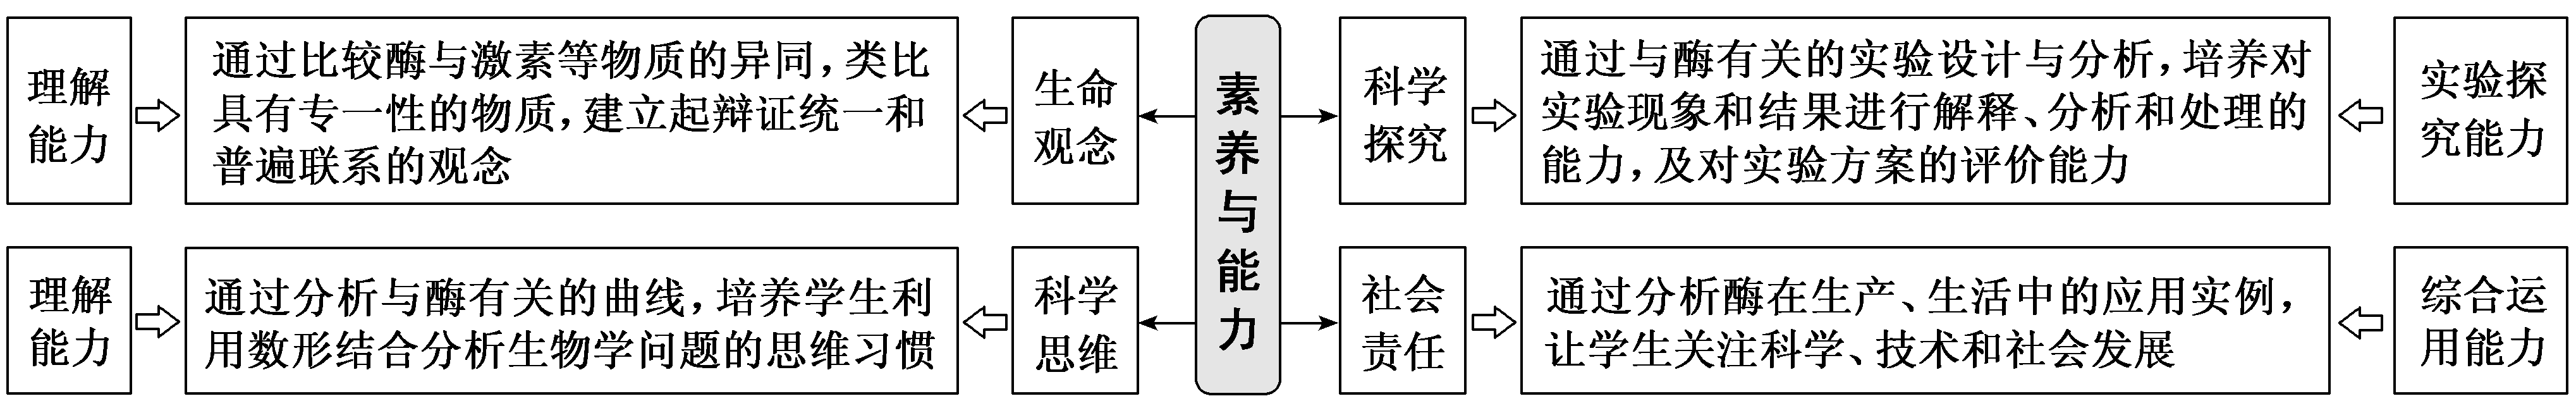 理解
能力
通过比较酶与激素等物质的异同，类比
具有专一性的物质，建立起辩证统一和
普遍联系的观念
生命
观念
素养与能力
科学
探究
通过与酶有关的实验设计与分析，培养对
实验现象和结果进行解释、分析和处理的
能力，及对实验方案的评价能力
实验探
究能力
理解
能力
通过分析与酶有关的曲线，培养学生利
用数形结合分析生物学问题的思维习惯
科学
思维
社会
责任
通过分析酶在生产、生活中的应用实例，
让学生关注科学、技术和社会发展
综合运
用能力